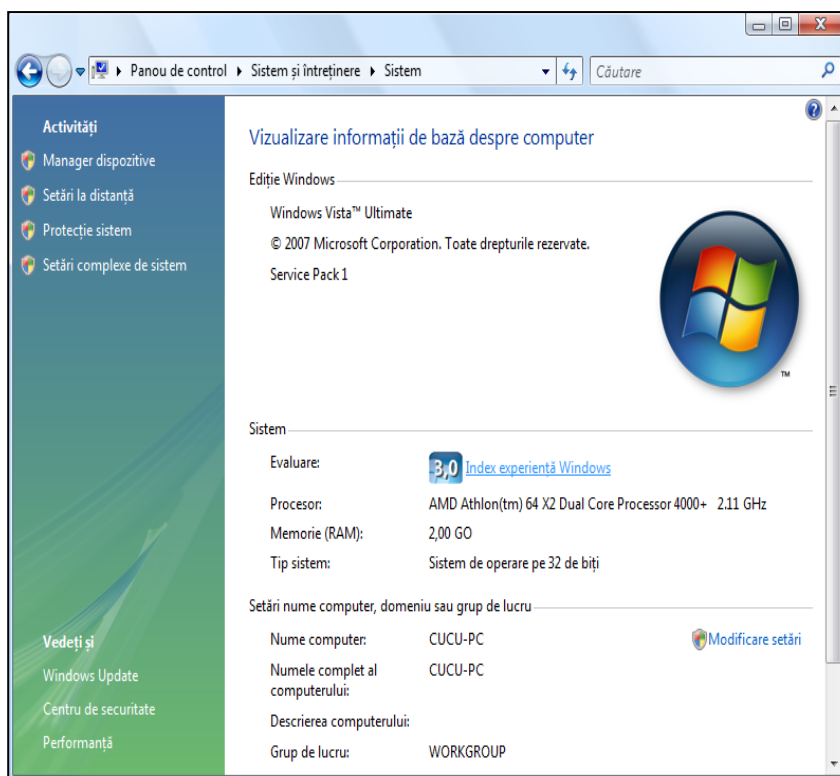 Panou de control ▸ Sistem și întreținere ▸ Sistem
Căutare
Activități
Manager dispozitive
Setări la distanță
Protecție sistem
Setări complexe de sistem
Vizualizare informații de bază despre computer
Ediție Windows
Windows Vista™ Ultimate
© 2007 Microsoft Corporation. Toate drepturile rezervate.
Service Pack 1
TM
Sistem
Evaluare:
3,0 Index experiență Windows
Procesor: AMD Athlon(tm) 64 X2 Dual Core Processor 4000+ 2.11 GHz
Memorie (RAM): 2,00 GO
Tip sistem: Sistem de operare pe 32 de biți
Setări nume computer, domeniu sau grup de lucru
Nume computer: CUCU-PC
Modificare setări
Numele complet al
computerului:
CUCU-PC
Descrierea computerului:
Grup de lucru: WORKGROUP
Vedeți și
Windows Update
Centru de securitate
Performanță